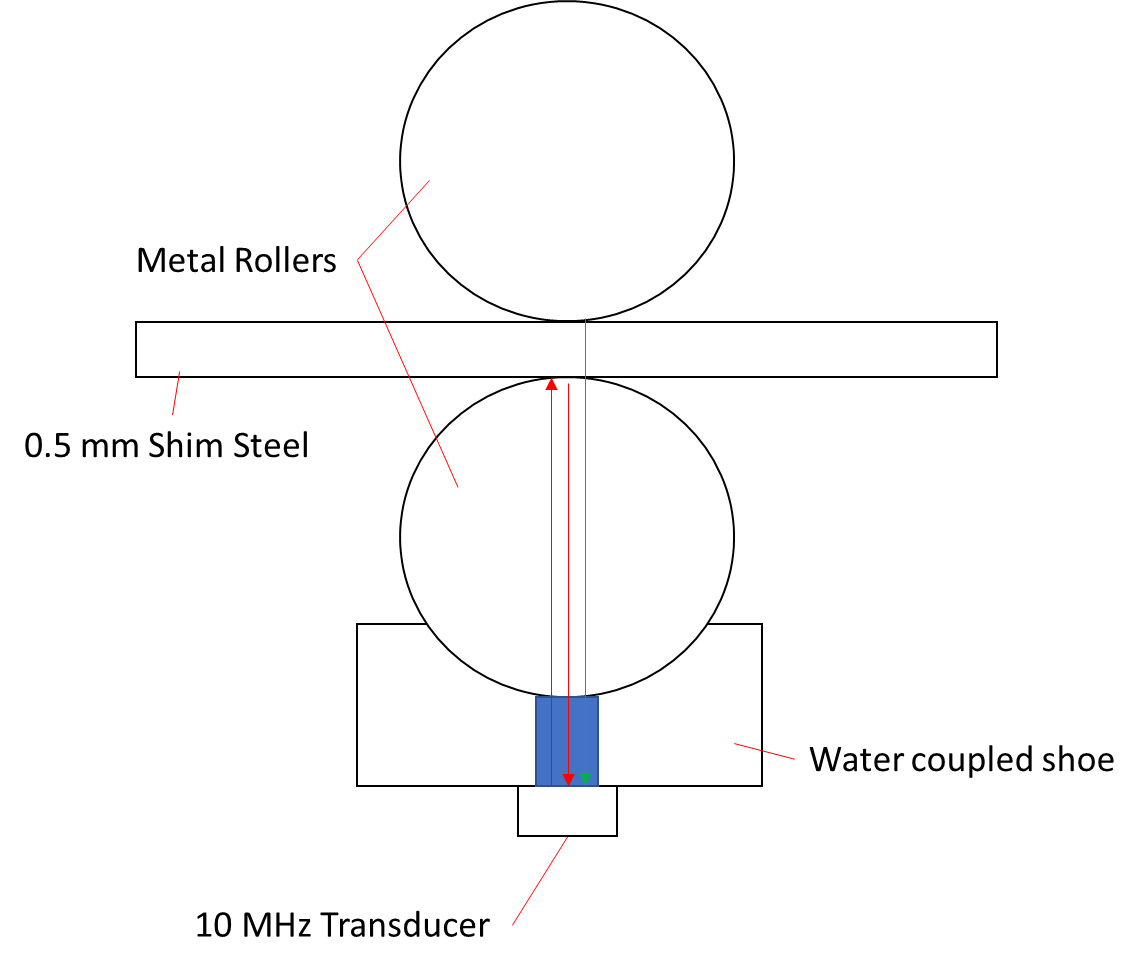 Metal Rollers
0.5 mm Shim Steel
Water coupled shoe
10 MHz Transducer